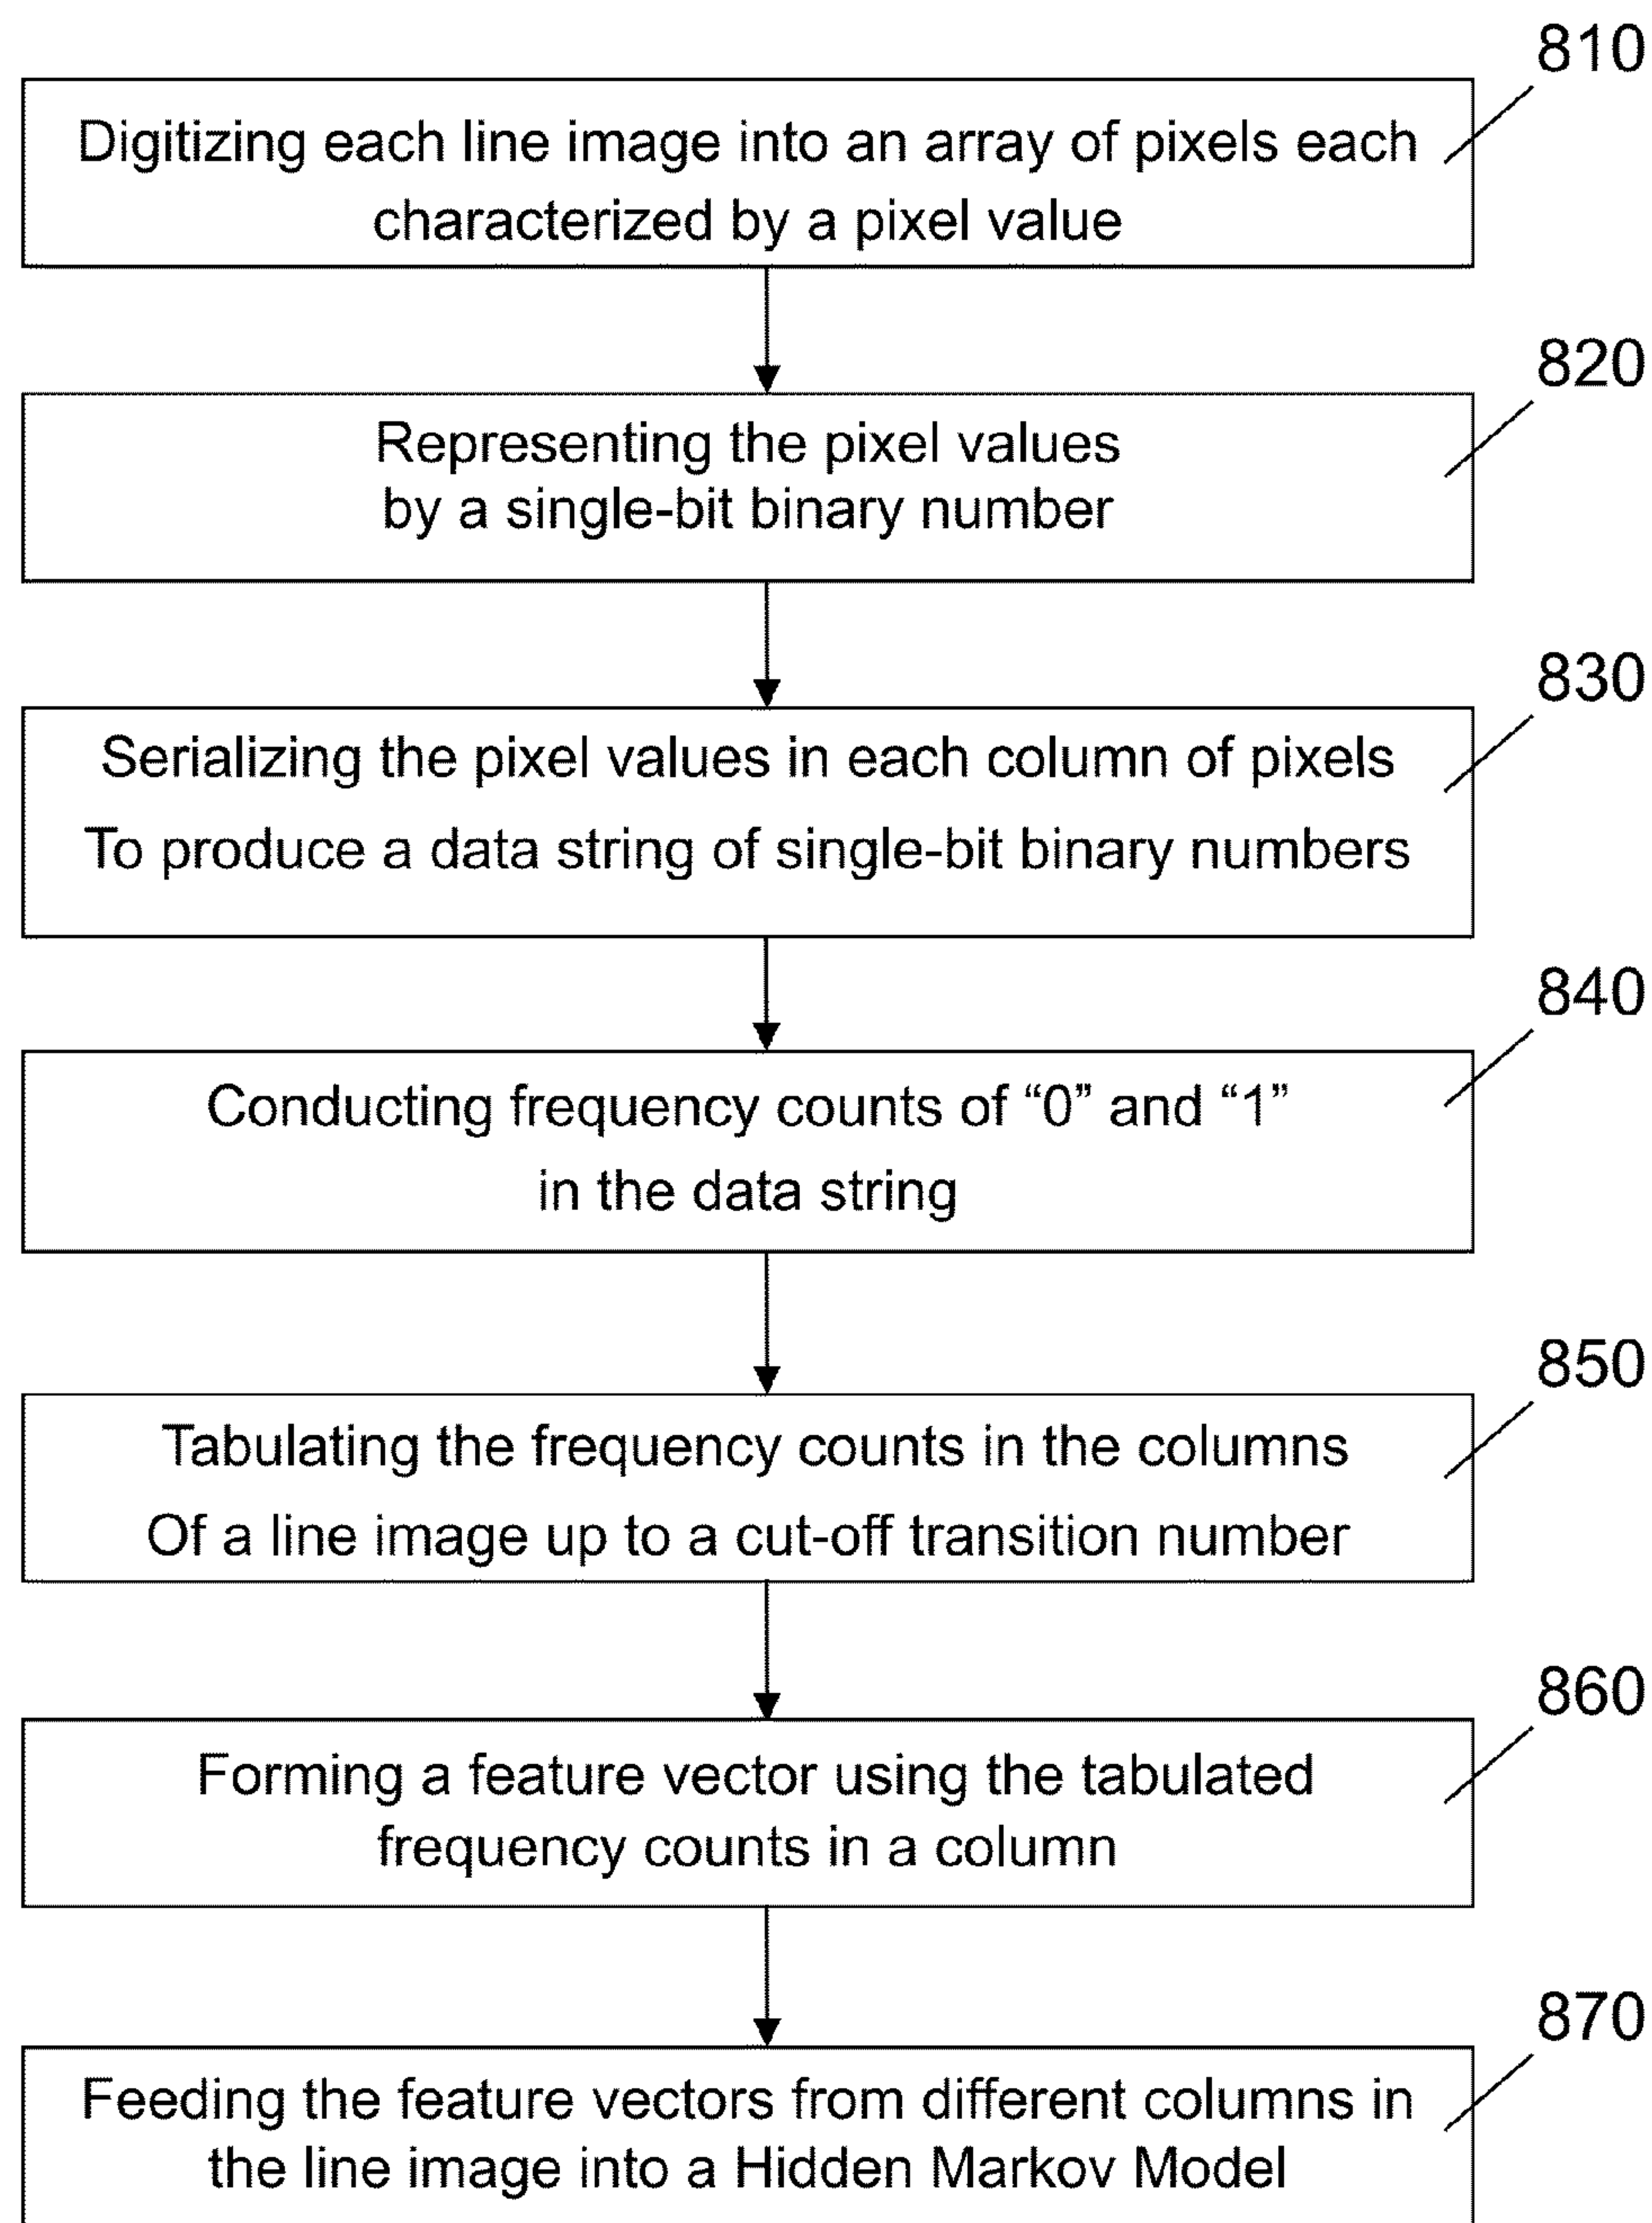 810
Digitizing each line image into an array of pixels each
characterized by a pixel value
820
Representing the pixel values
by a single-bit binary number
830
Serializing the pixel values in each column of pixels
To produce a data string of single-bit binary numbers
840
Conducting frequency counts of “0” and “1”
in the data string
850
Tabulating the frequency counts in the columns
Of a line image up to a cut-off transition number
860
Forming a feature vector using the tabulated
frequency counts in a column
870
Feeding the feature vectors from different columns in
the line image into a Hidden Markov Model